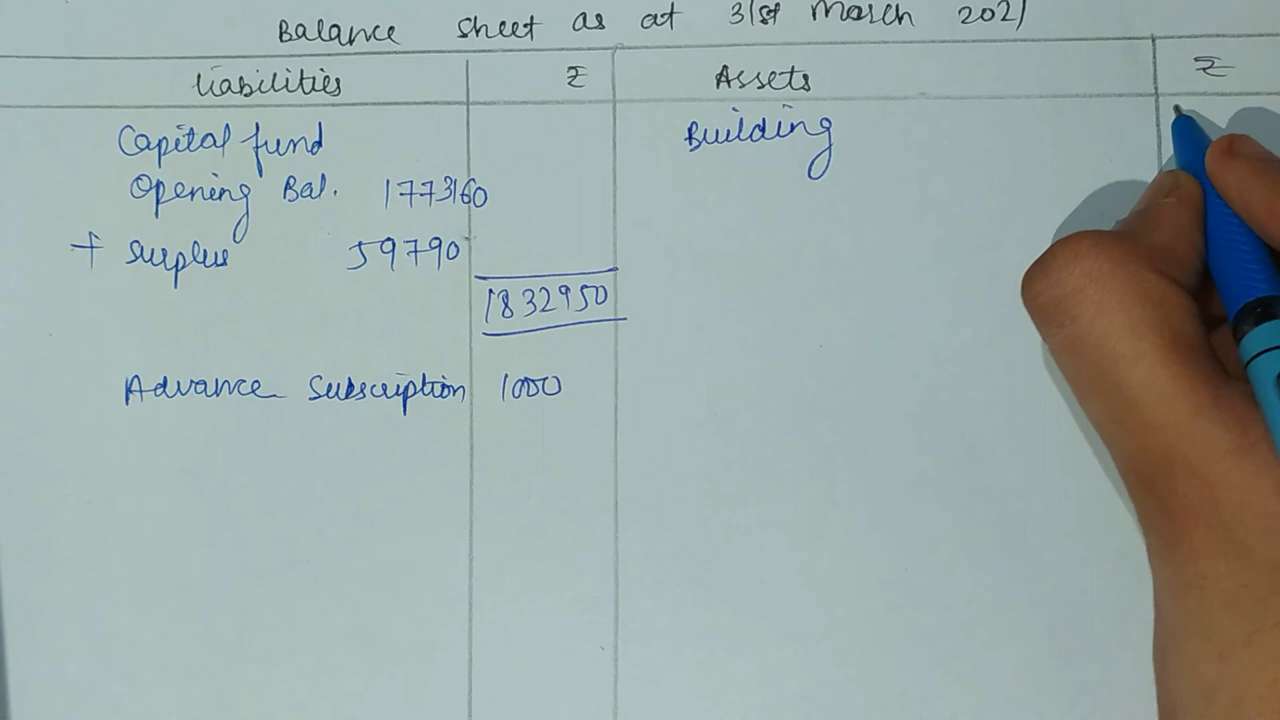 Balance sheet as at 31st March 2021
Liabilities ₹ Assets ₹
Capital fund Building
Opening Bal. 1773160
+ Surplus 59790
1832950
Advance Subscription 1000